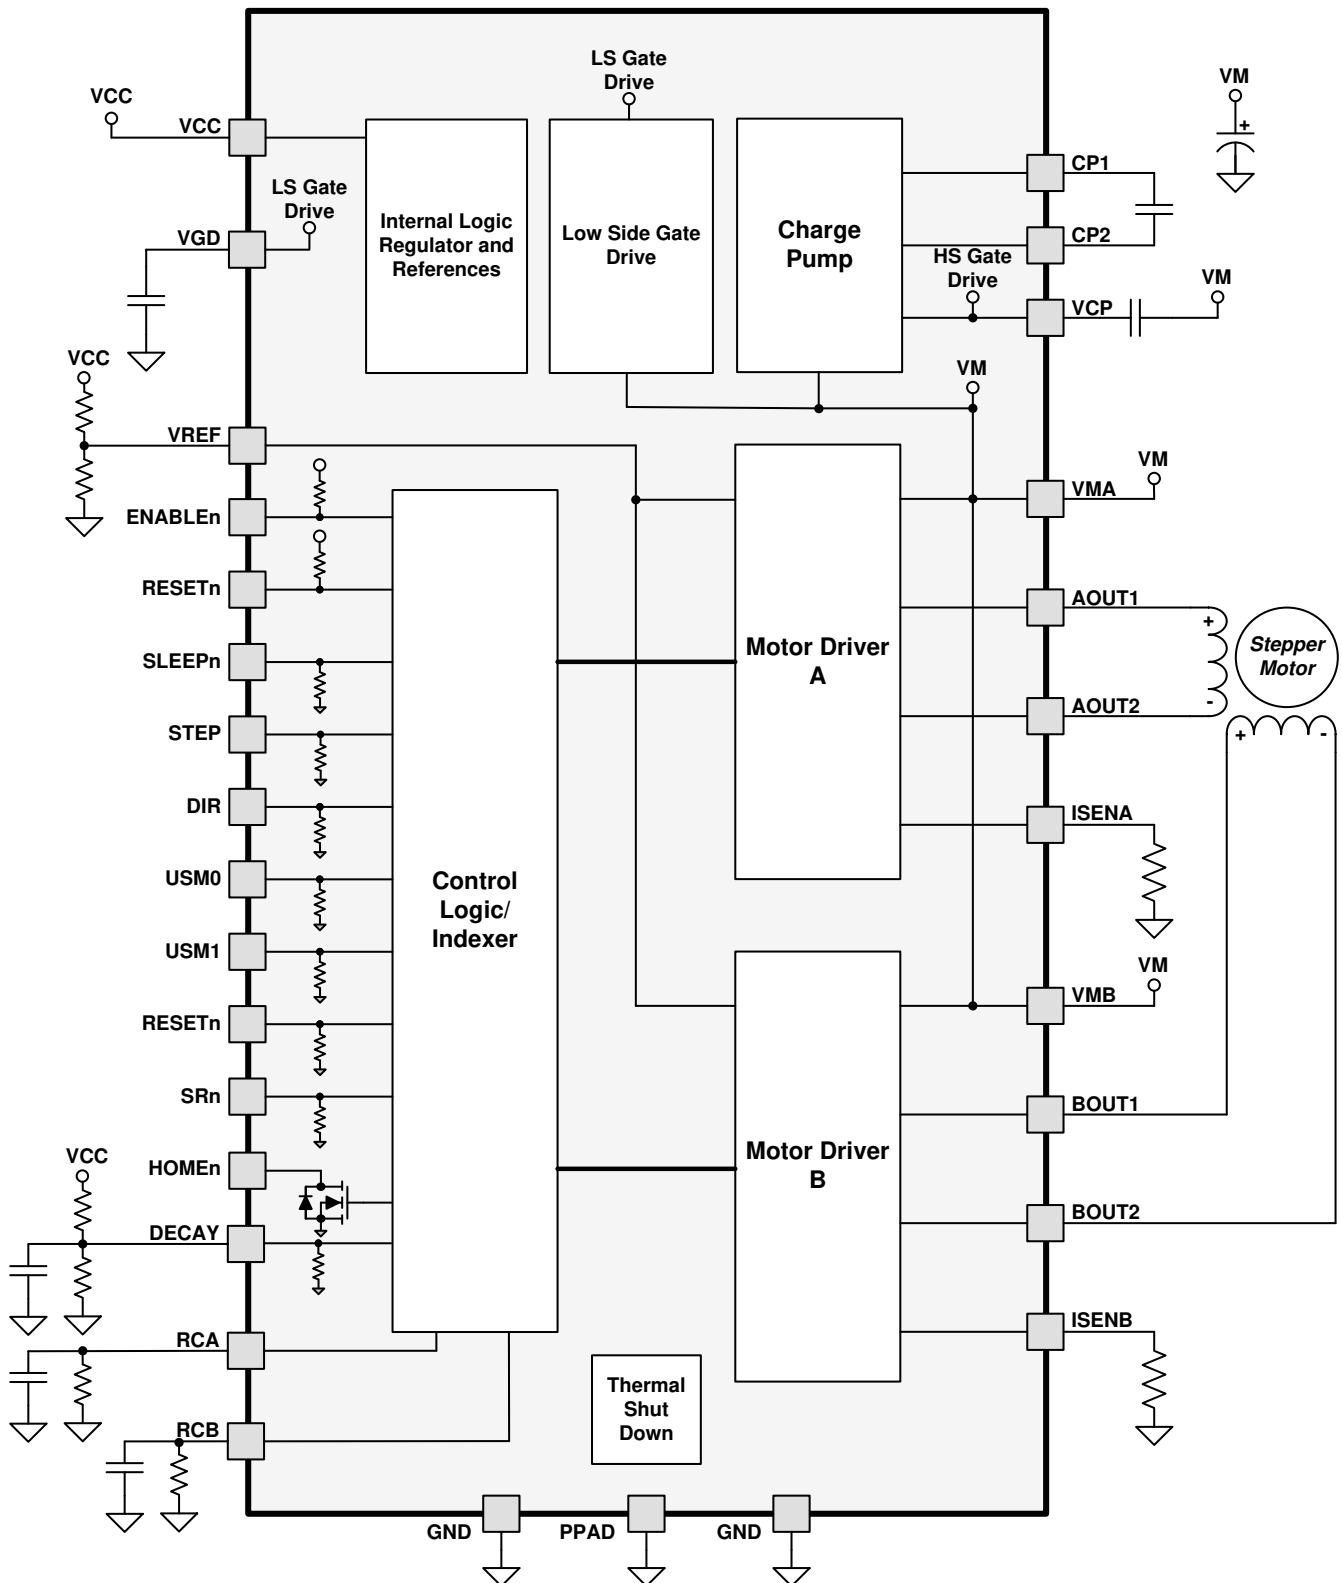 LS Gate
Drive
VCC
VCC
VM
+
LS Gate
Drive
VGD
Internal Logic
Regulator and
References
Low Side Gate
Drive
Charge
Pump
CP1
CP2
HS Gate
Drive
VCP
VM
VCC
VREF
VM
ENABLEn
VMA
VM
RESETn
AOUT1
SLEEPn
Motor Driver
A
+
-
Stepper
Motor
STEP
AOUT2
+
-
DIR
ISENA
USM0
Control
Logic/
Indexer
USM1
VM
RESETn
VMB
SRn
BOUT1
VCC
HOMEn
Motor Driver
B
DECAY
BOUT2
RCA
ISENB
Thermal
Shut
Down
RCB
GND
PPAD
GND